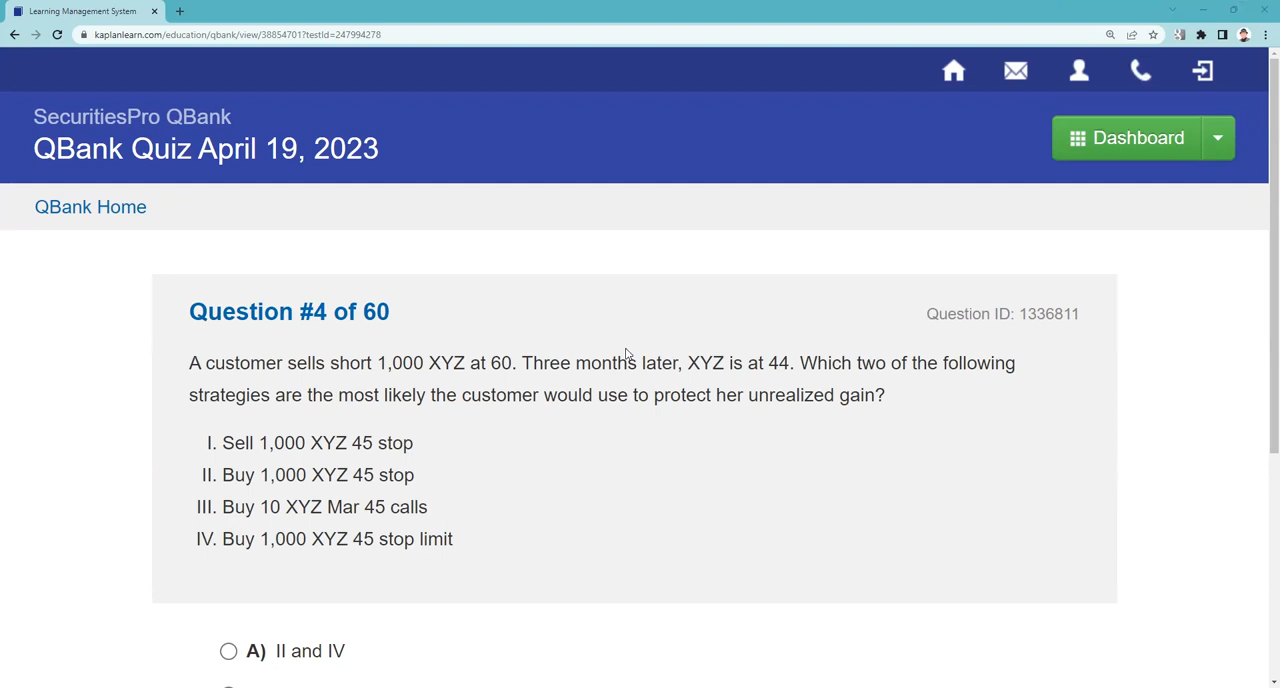 Learning Management System
kaplanlearn.com/education/qbank/view/38854701?testId=247994278
SecuritiesPro QBank
QBank Quiz April 19, 2023
Dashboard
QBank Home
Question #4 of 60
Question ID: 1336811
A customer sells short 1,000 XYZ at 60. Three months later, XYZ is at 44. Which two of the following
strategies are the most likely the customer would use to protect her unrealized gain?
I. Sell 1,000 XYZ 45 stop
II. Buy 1,000 XYZ 45 stop
III. Buy 10 XYZ Mar 45 calls
IV. Buy 1,000 XYZ 45 stop limit
A) II and IV